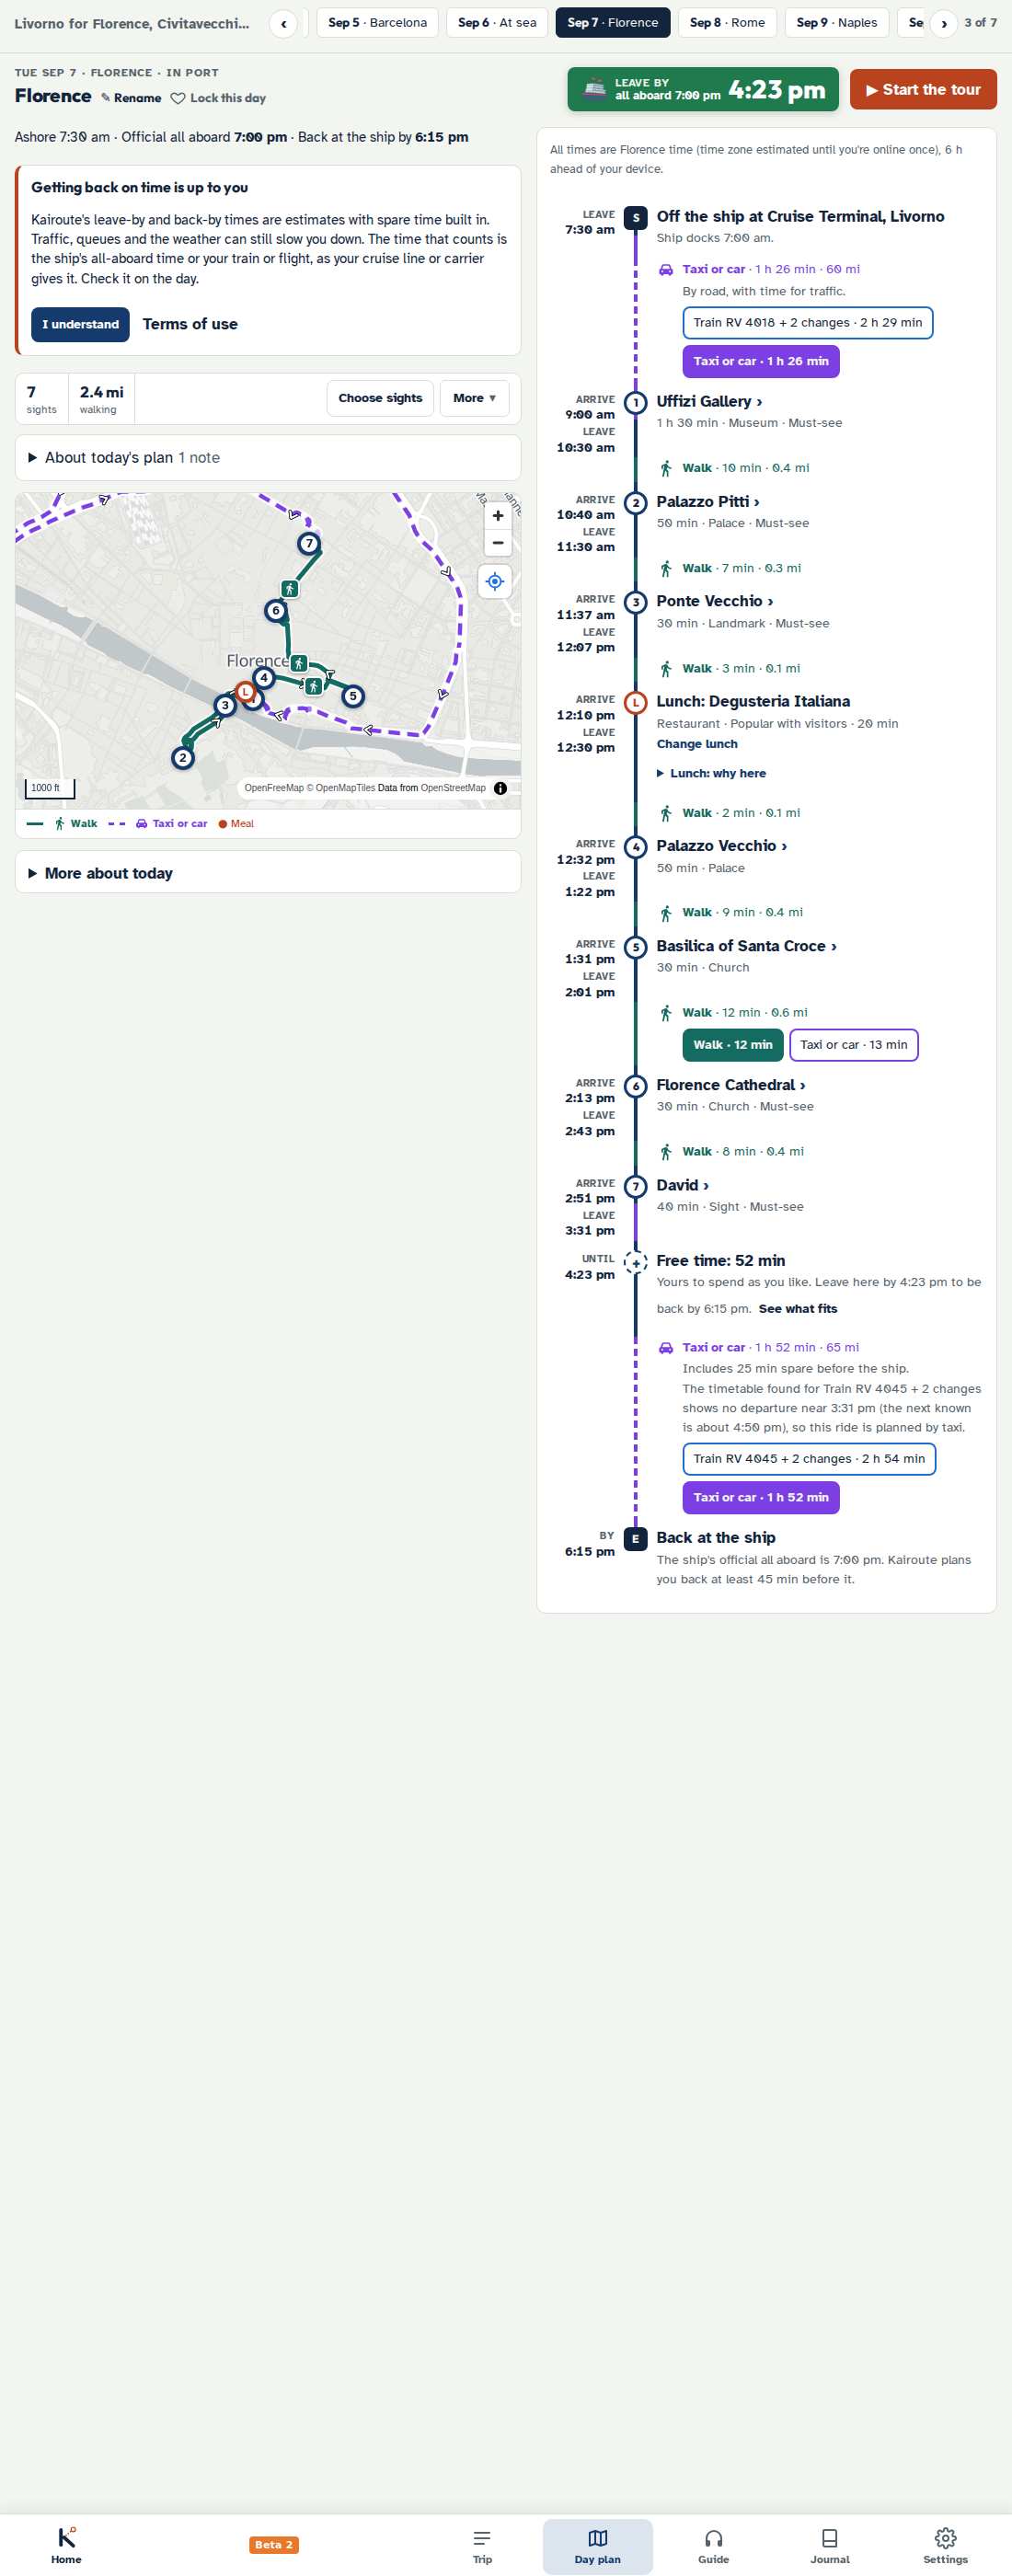 Livorno for Florence, Civitavecchi...
‹
Sep 5 · Barcelona
Sep 6 · At sea
Sep 7 · Florence
Sep 8 · Rome
Sep 9 · Naples
Se
›
3 of 7
TUE SEP 7 · FLORENCE · IN PORT
Florence
✎ Rename
Lock this day
LEAVE BY
all aboard 7:00 pm
4:23 pm
▶ Start the tour
Ashore 7:30 am · Official all aboard 7:00 pm · Back at the ship by 6:15 pm
Getting back on time is up to you
Kairoute's leave-by and back-by times are estimates with spare time built in.
Traffic, queues and the weather can still slow you down. The time that counts is
the ship's all-aboard time or your train or flight, as your cruise line or carrier
gives it. Check it on the day.
I understand
Terms of use
7
sights
2.4 mi
walking
Choose sights
More ▼
▶ About today's plan 1 note
+
−
7
6
Florence
4
L
3
5
2
1000 ft
OpenFreeMap © OpenMapTiles Data from OpenStreetMap
Walk
Taxi or car
Meal
▶ More about today
All times are Florence time (time zone estimated until you're online once), 6 h
ahead of your device.
LEAVE
7:30 am
S
Off the ship at Cruise Terminal, Livorno
Ship docks 7:00 am.
Taxi or car · 1 h 26 min · 60 mi
By road, with time for traffic.
Train RV 4018 + 2 changes · 2 h 29 min
Taxi or car · 1 h 26 min
ARRIVE
9:00 am
LEAVE
10:30 am
1
Uffizi Gallery ›
1 h 30 min · Museum · Must-see
Walk · 10 min · 0.4 mi
ARRIVE
10:40 am
LEAVE
11:30 am
2
Palazzo Pitti ›
50 min · Palace · Must-see
Walk · 7 min · 0.3 mi
ARRIVE
11:37 am
LEAVE
12:07 pm
3
Ponte Vecchio ›
30 min · Landmark · Must-see
Walk · 3 min · 0.1 mi
ARRIVE
12:10 pm
LEAVE
12:30 pm
L
Lunch: Degusteria Italiana
Restaurant · Popular with visitors · 20 min
Change lunch
▶ Lunch: why here
Walk · 2 min · 0.1 mi
ARRIVE
12:32 pm
LEAVE
1:22 pm
4
Palazzo Vecchio ›
50 min · Palace
Walk · 9 min · 0.4 mi
ARRIVE
1:31 pm
LEAVE
2:01 pm
5
Basilica of Santa Croce ›
30 min · Church
Walk · 12 min · 0.6 mi
Walk · 12 min
Taxi or car · 13 min
ARRIVE
2:13 pm
LEAVE
2:43 pm
6
Florence Cathedral ›
30 min · Church · Must-see
Walk · 8 min · 0.4 mi
ARRIVE
2:51 pm
LEAVE
3:31 pm
7
David ›
40 min · Sight · Must-see
UNTIL
4:23 pm
+
Free time: 52 min
Yours to spend as you like. Leave here by 4:23 pm to be
back by 6:15 pm. See what fits
Taxi or car · 1 h 52 min · 65 mi
Includes 25 min spare before the ship.
The timetable found for Train RV 4045 + 2 changes
shows no departure near 3:31 pm (the next known
is about 4:50 pm), so this ride is planned by taxi.
Train RV 4045 + 2 changes · 2 h 54 min
Taxi or car · 1 h 52 min
BY
6:15 pm
E
Back at the ship
The ship's official all aboard is 7:00 pm. Kairoute plans
you back at least 45 min before it.
Home
Beta 2
Trip
Day plan
Guide
Journal
Settings